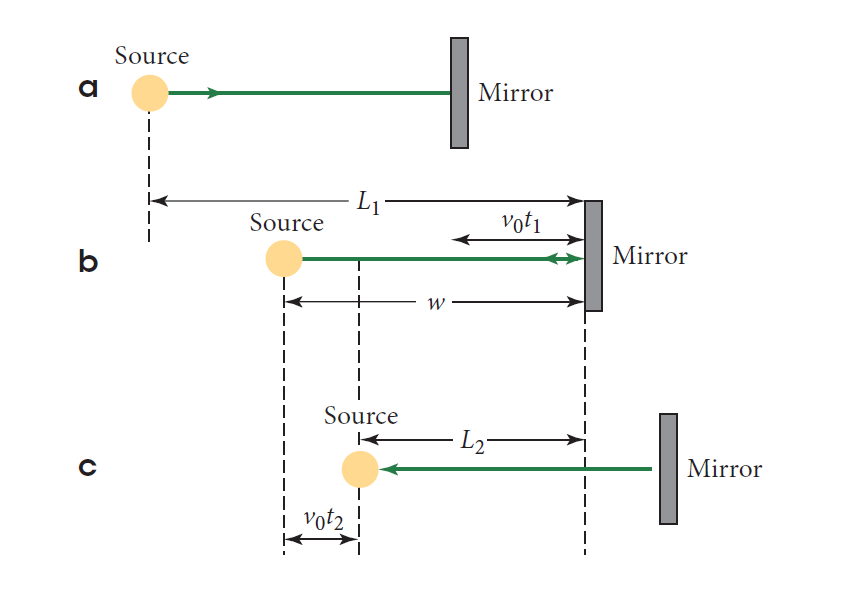 Source
a
Mirror
L₁
Source
v₀t₁
b
Mirror
w
Source
L₂
c
Mirror
v₀t₂